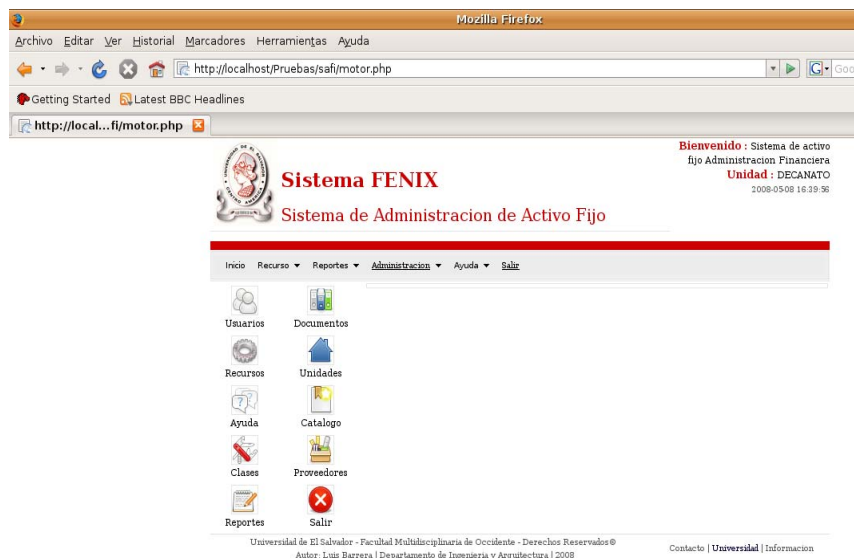 Mozilla Firefox
Archivo Editar Ver Historial Marcadores Herramientas Ayuda
http://localhost/Pruebas/safi/motor.php
G Goo
Getting Started Latest BBC Headlines
http://local...fi/motor.php
Bienvenido : Sistema de activo
fijo Administracion Financiera
Unidad : DECANATO
2008-05-08 16:39:56
Sistema FENIX
Sistema de Administracion de Activo Fijo
Inicio Recurso Reportes Administracion Ayuda Salir
Usuarios Documentos
Recursos Unidades
Ayuda Catalogo
Clases Proveedores
Reportes Salir
Universidad de El Salvador - Facultad Multidisciplinaria de Occidente - Derechos Reservados©
Autor: Luis Barrera | Departamento de Ingenieria y Arquitectura | 2008
Contacto | Universidad | Informacion